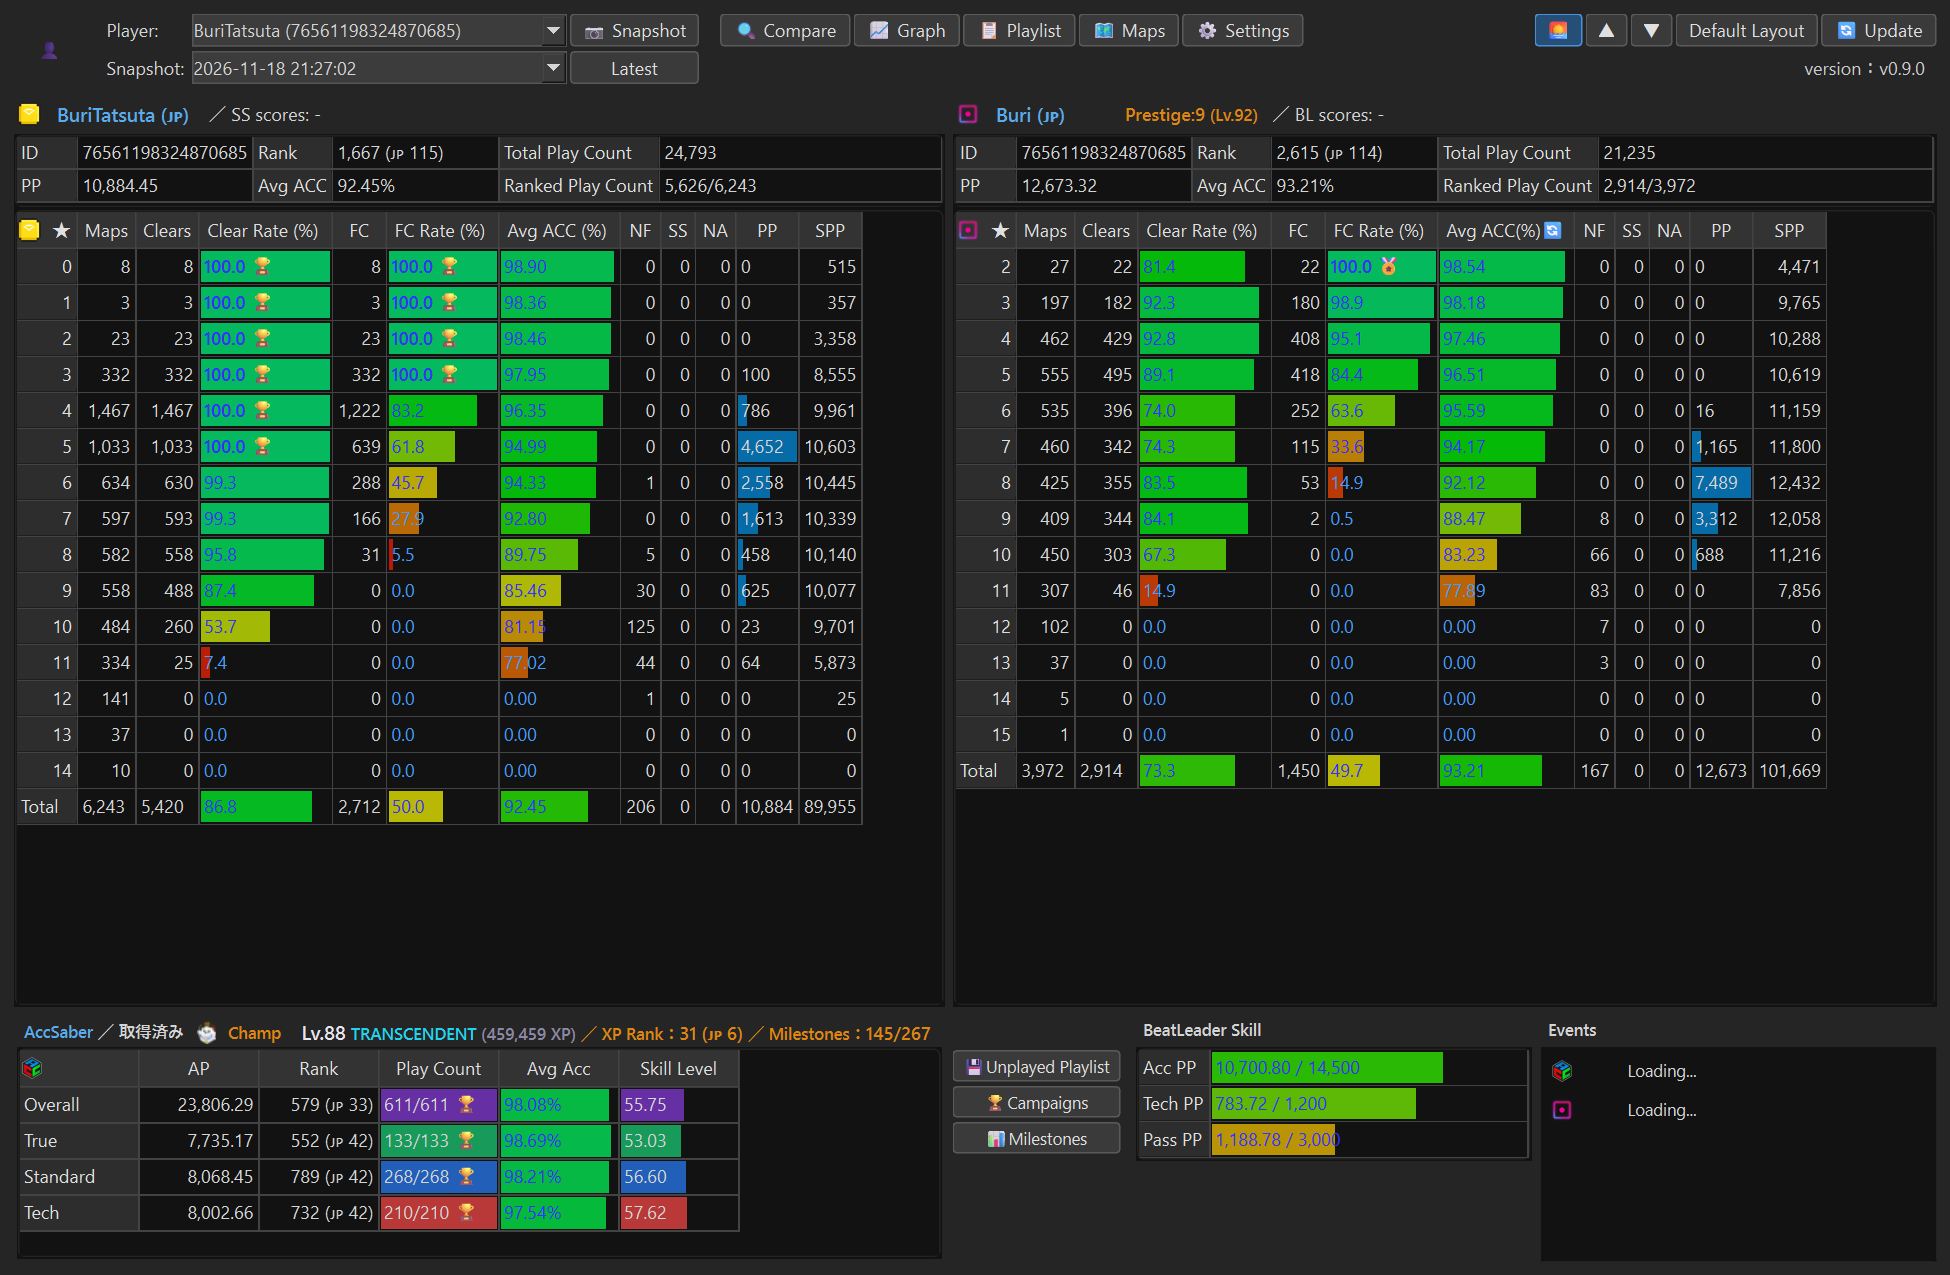 Player: BuriTatsuta (76561198324870685) Snapshot Compare Graph Playlist Maps Settings Default Layout Update
Snapshot: 2026-11-18 21:27:02 Latest version：v0.9.0
BuriTatsuta (JP) ／ SS scores: -
ID 76561198324870685 Rank 1,667 (JP 115) Total Play Count 24,793
PP 10,884.45 Avg ACC 92.45% Ranked Play Count 5,626/6,243
★ Maps Clears Clear Rate (%) FC FC Rate (%) Avg ACC (%) NF SS NA PP SPP
0 8 8 100.0 8 100.0 98.90 0 0 0 0 515
1 3 3 100.0 3 100.0 98.36 0 0 0 0 357
2 23 23 100.0 23 100.0 98.46 0 0 0 0 3,358
3 332 332 100.0 332 100.0 97.95 0 0 0 100 8,555
4 1,467 1,467 100.0 1,222 83.2 96.35 0 0 0 786 9,961
5 1,033 1,033 100.0 639 61.8 94.99 0 0 0 4,652 10,603
6 634 630 99.3 288 45.7 94.33 1 0 0 2,558 10,445
7 597 593 99.3 166 27.9 92.80 0 0 0 1,613 10,339
8 582 558 95.8 31 5.5 89.75 5 0 0 458 10,140
9 558 488 87.4 0 0.0 85.46 30 0 0 625 10,077
10 484 260 53.7 0 0.0 81.15 125 0 0 23 9,701
11 334 25 7.4 0 0.0 77.02 44 0 0 64 5,873
12 141 0 0.0 0 0.0 0.00 1 0 0 0 25
13 37 0 0.0 0 0.0 0.00 0 0 0 0 0
14 10 0 0.0 0 0.0 0.00 0 0 0 0 0
Total 6,243 5,420 86.8 2,712 50.0 92.45 206 0 0 10,884 89,955
Buri (JP) Prestige:9 (Lv.92) ／ BL scores: -
ID 76561198324870685 Rank 2,615 (JP 114) Total Play Count 21,235
PP 12,673.32 Avg ACC 93.21% Ranked Play Count 2,914/3,972
★ Maps Clears Clear Rate (%) FC FC Rate (%) Avg ACC(%) NF SS NA PP SPP
2 27 22 81.4 22 100.0 98.54 0 0 0 0 4,471
3 197 182 92.3 180 98.9 98.18 0 0 0 0 9,765
4 462 429 92.8 408 95.1 97.46 0 0 0 0 10,288
5 555 495 89.1 418 84.4 96.51 0 0 0 0 10,619
6 535 396 74.0 252 63.6 95.59 0 0 0 16 11,159
7 460 342 74.3 115 33.6 94.17 0 0 0 1,165 11,800
8 425 355 83.5 53 14.9 92.12 0 0 0 7,489 12,432
9 409 344 84.1 2 0.5 88.47 8 0 0 3,312 12,058
10 450 303 67.3 0 0.0 83.23 66 0 0 688 11,216
11 307 46 14.9 0 0.0 77.89 83 0 0 0 7,856
12 102 0 0.0 0 0.0 0.00 7 0 0 0 0
13 37 0 0.0 0 0.0 0.00 3 0 0 0 0
14 5 0 0.0 0 0.0 0.00 0 0 0 0 0
15 1 0 0.0 0 0.0 0.00 0 0 0 0 0
Total 3,972 2,914 73.3 1,450 49.7 93.21 167 0 0 12,673 101,669
AccSaber ／ 取得済み Champ Lv.88 TRANSCENDENT (459,459 XP) ／ XP Rank：31 (JP 6) ／ Milestones：145/267
AP Rank Play Count Avg Acc Skill Level
Overall 23,806.29 579 (JP 33) 611/611 98.08% 55.75
True 7,735.17 552 (JP 42) 133/133 98.69% 53.03
Standard 8,068.45 789 (JP 42) 268/268 98.21% 56.60
Tech 8,002.66 732 (JP 42) 210/210 97.54% 57.62
Unplayed Playlist
Campaigns
Milestones
BeatLeader Skill
Acc PP 10,700.80 / 14,500
Tech PP 783.72 / 1,200
Pass PP 1,188.78 / 3,000
Events
Loading...
Loading...